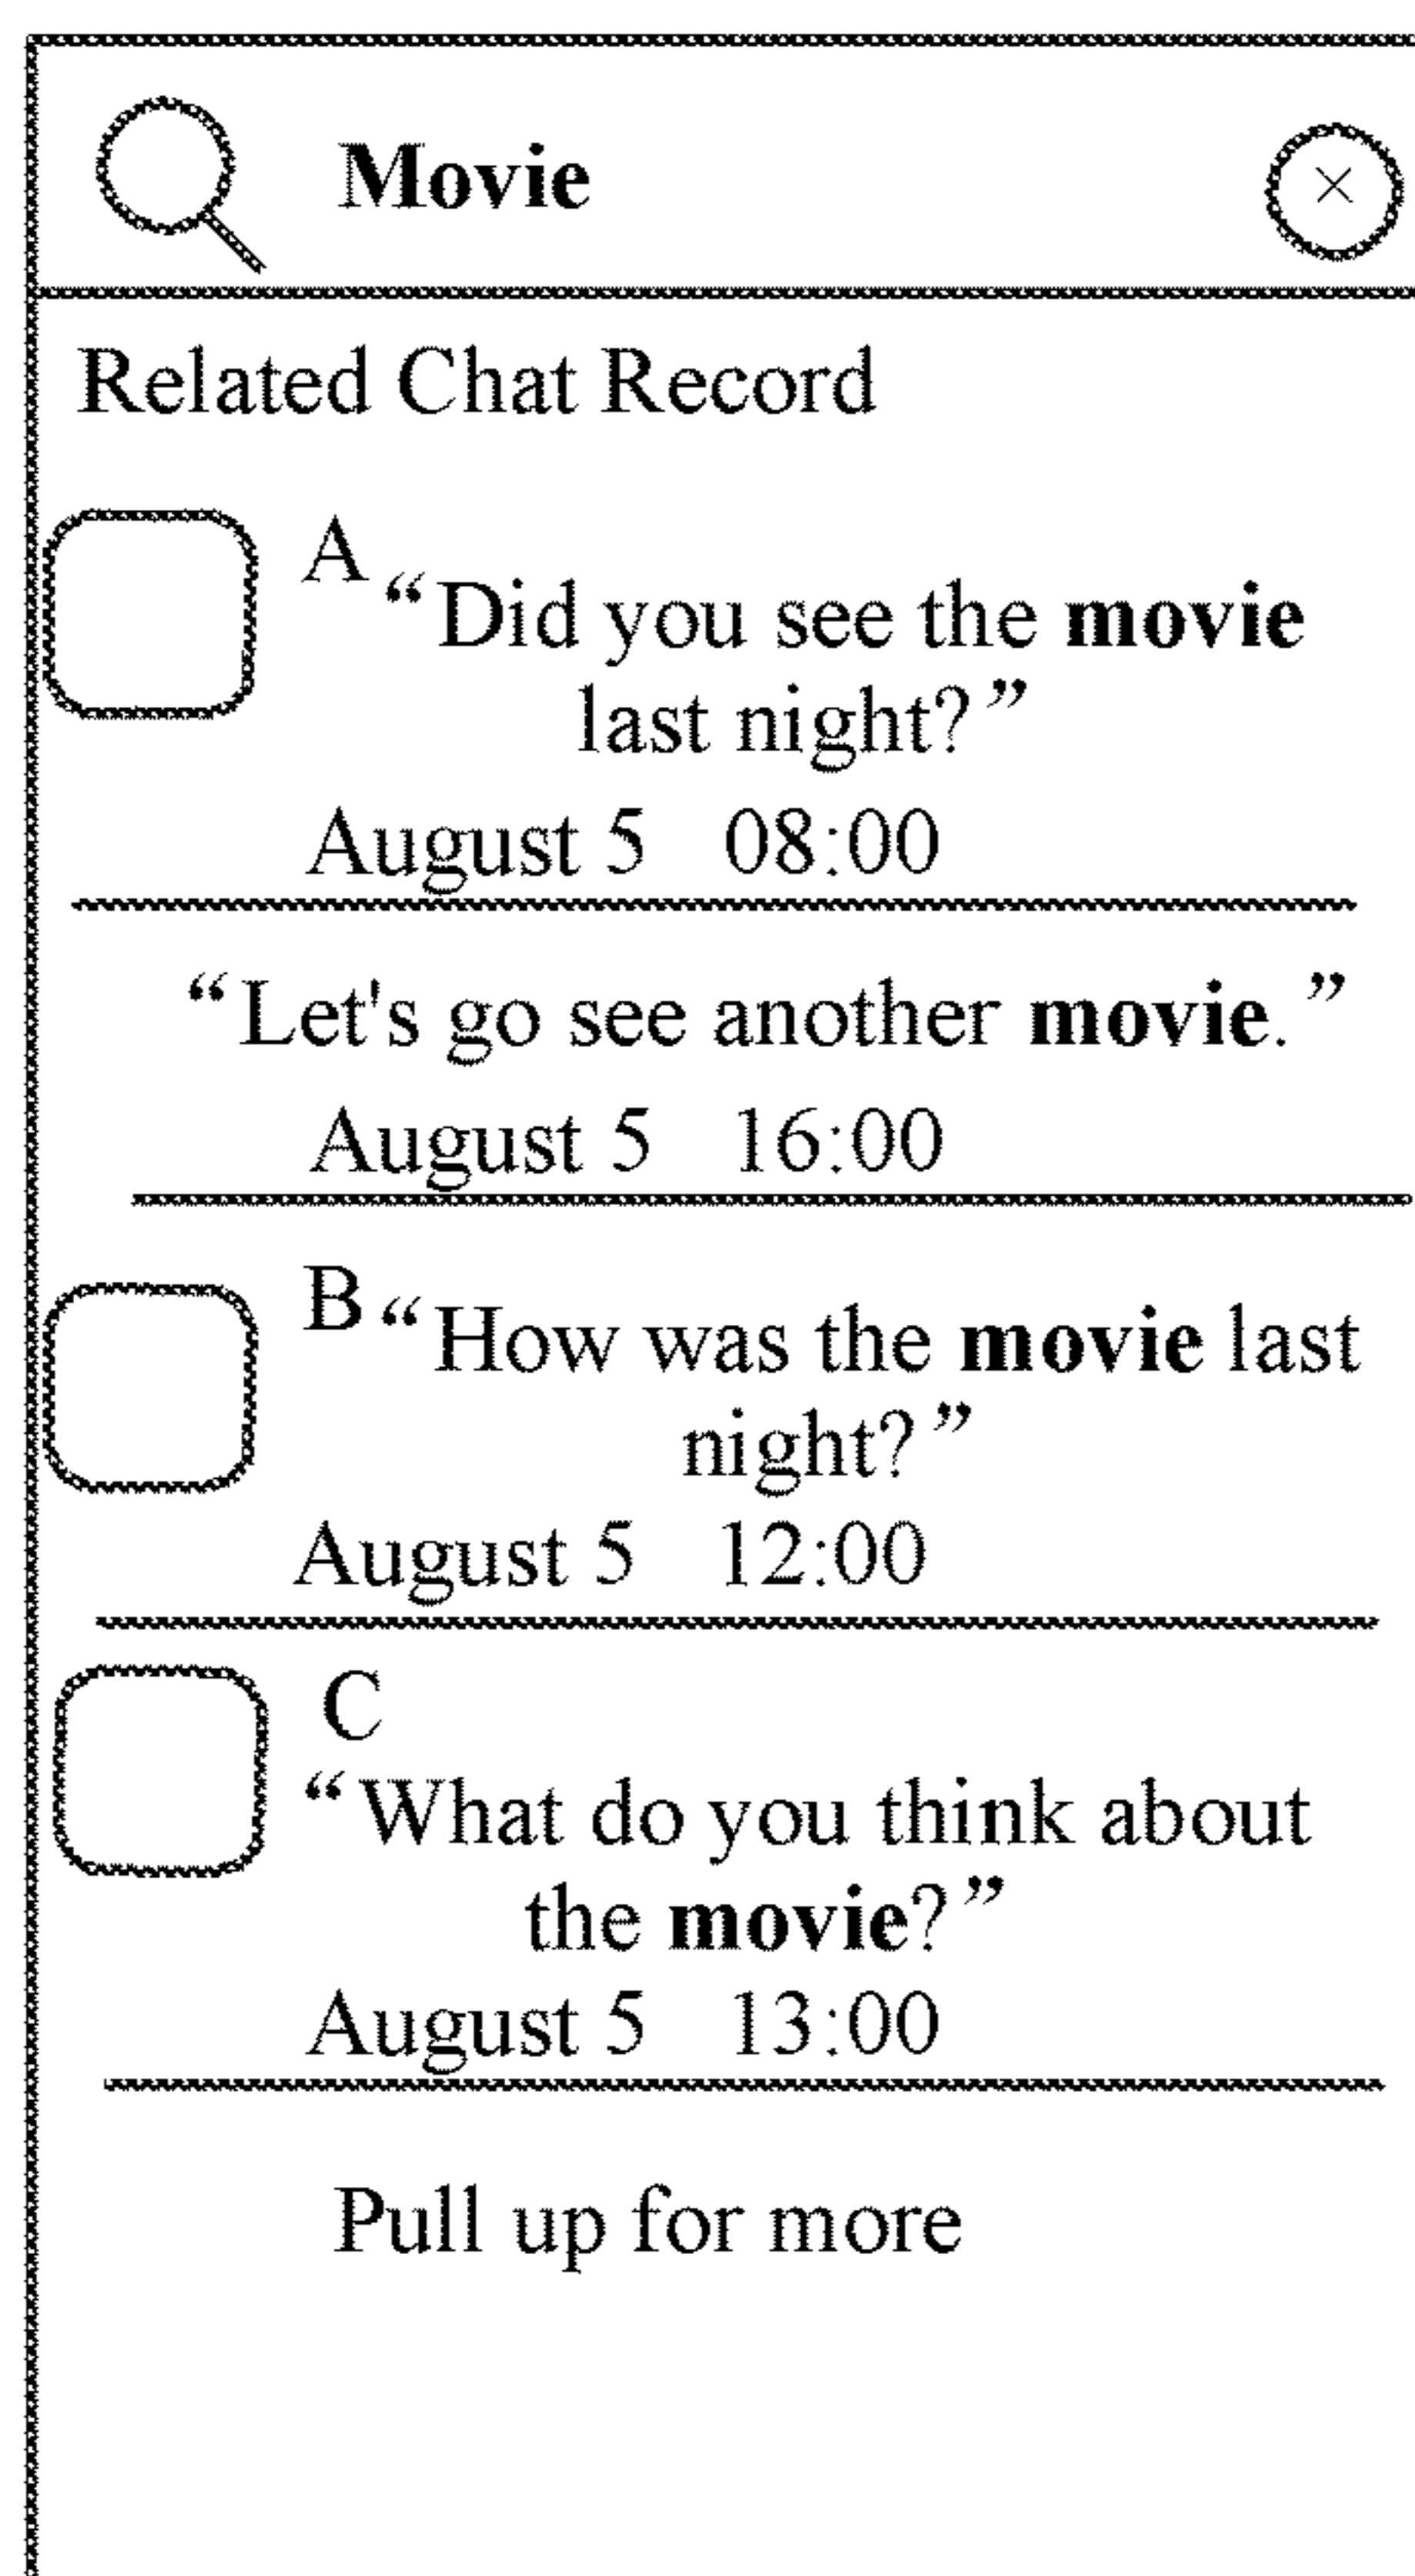 Movie
×
Related Chat Record
A
“Did you see the movie
last night?”
August 5 08:00
“Let's go see another movie.”
August 5 16:00
B
“How was the movie last
night?”
August 5 12:00
C
“What do you think about
the movie?”
August 5 13:00
Pull up for more